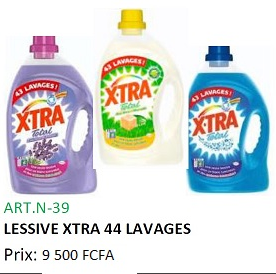 43 LAVAGES !
X•TRA
Total
X•TRA
Total
43 LAVAGES !
X•TRA
Total
ART.N-39
LESSIVE XTRA 44 LAVAGES
Prix: 9 500 FCFA